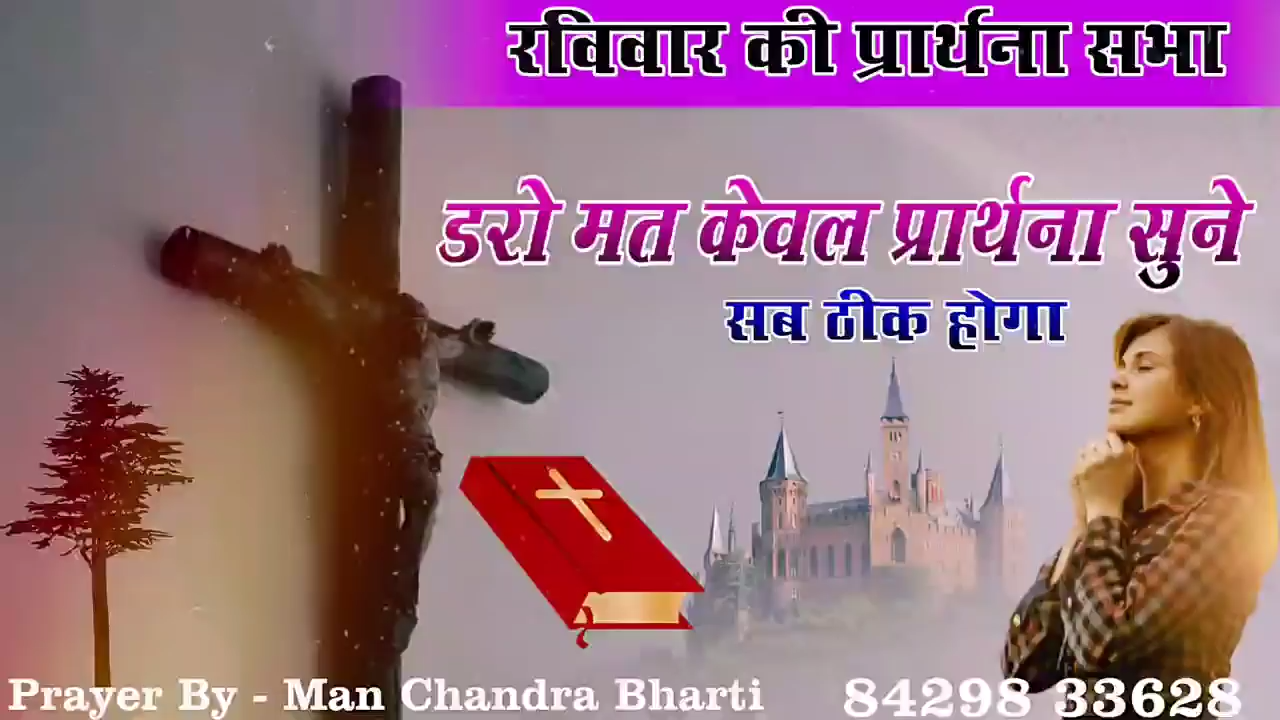 रविवार की प्रार्थना सभा
डरो मत केवल प्रार्थना सुने
सब ठीक होगा
Prayer By - Man Chandra Bharti 84298 33628